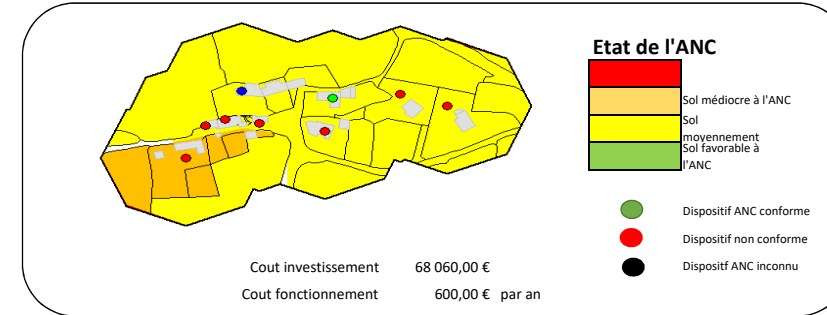 Etat de l'ANC
Sol médiocre à l'ANC
Sol
moyennement
Sol favorable à
l'ANC
Dispositif ANC conforme
Dispositif non conforme
Dispositf ANC inconnu
Cout investissement 68 060,00 €
Cout fonctionnement 600,00 € par an